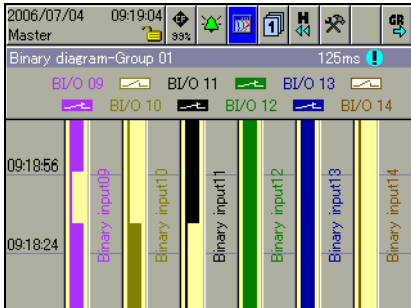 2006/07/04 09:19:04
Master 99% 1 H GR
Binary diagram-Group 01 125ms !
BI/O 09 BI/O 11 BI/O 13
BI/O 10 BI/O 12 BI/O 14
09:18:56
09:18:24
Binary input09
Binary input10
Binary input11
Binary input12
Binary input13
Binary input14